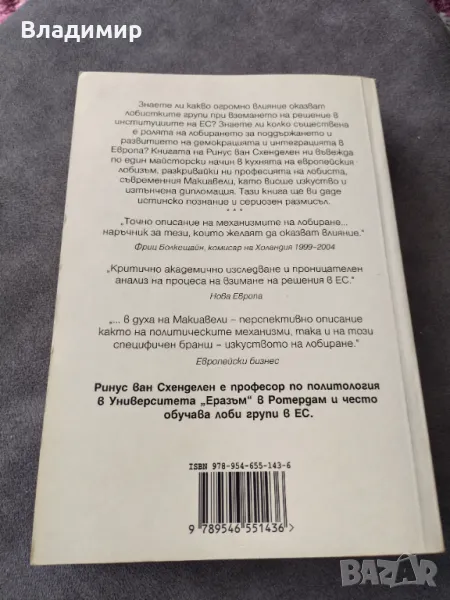 Владимир
Знаете ли какво огромно влияние оказват
лобистките групи при вземането на решение в
институциите на ЕС? Знаете ли колко съществена
е ролята на лобирането за поддържането и
развитието на демокрацията и интеграцията в
Европа? Книгата на Ринус ван Схенделен ни въвежда
по един майсторски начин в кухнята на европейския
лобизъм, разкривайки ни професията на лобиста,
съвременния Макиавели, като висше изкуство и
изтънчена дипломация. Тази книга ще ви даде
истинско познание и сериозен размисъл.
* * *
„Точно описание на механизмите на лобиране...
наръчник за тези, които желаят да оказват влияние."
Фриц Болкещайн, комисар на Холандия 1999–2004
„Критично академично изследване и проницателен
анализ на процеса на взимане на решения в ЕС."
Нова Европа
„... в духа на Макиавели – перспективно описание
както на политическите механизми, така и на този
специфичен бранш – изкуството на лобиране."
Европейски бизнес
Ринус ван Схенделен е професор по политология
в Университета „Еразъм" в Ротердам и често
обучава лоби групи в ЕС.
ISBN 978-954-655-143-6
9 789546 551436 >
BAZAR
bg